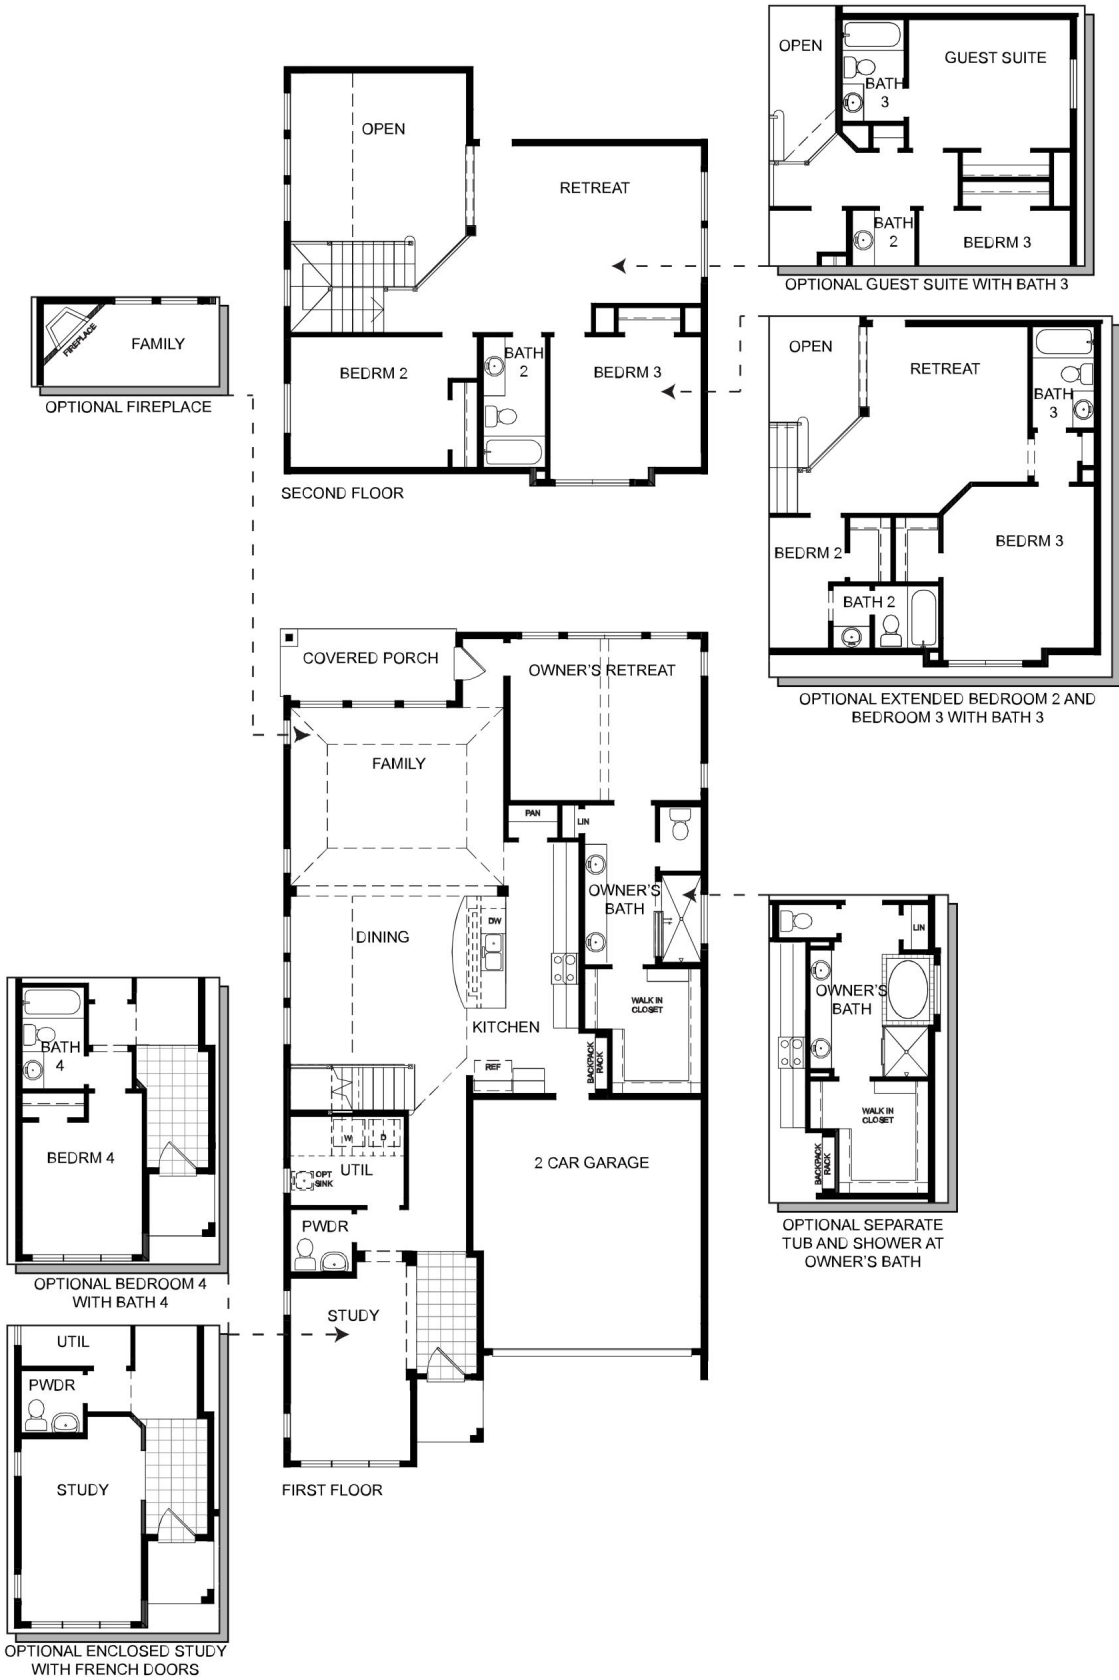 OPEN
RETREAT
BEDRM 2
BATH
2
BEDRM 3
SECOND FLOOR
OPEN
BATH
3
GUEST SUITE
BATH
2
BEDRM 3
OPTIONAL GUEST SUITE WITH BATH 3
FIREPLACE
FAMILY
OPTIONAL FIREPLACE
OPEN
RETREAT
BATH
3
BEDRM 2
BEDRM 3
BATH 2
OPTIONAL EXTENDED BEDROOM 2 AND
BEDROOM 3 WITH BATH 3
COVERED PORCH
OWNER'S RETREAT
FAMILY
PAN
LIN
OWNER'S
BATH
DW
DINING
KITCHEN
WALK IN
CLOSET
REF
BACKPACK
RACK
W
D
OPT
SINK
UTIL
2 CAR GARAGE
PWDR
STUDY
FIRST FLOOR
LIN
OWNER'S
BATH
WALK IN
CLOSET
BACKPACK
RACK
OPTIONAL SEPARATE
TUB AND SHOWER AT
OWNER'S BATH
BATH
4
BEDRM 4
OPTIONAL BEDROOM 4
WITH BATH 4
UTIL
PWDR
STUDY
OPTIONAL ENCLOSED STUDY
WITH FRENCH DOORS